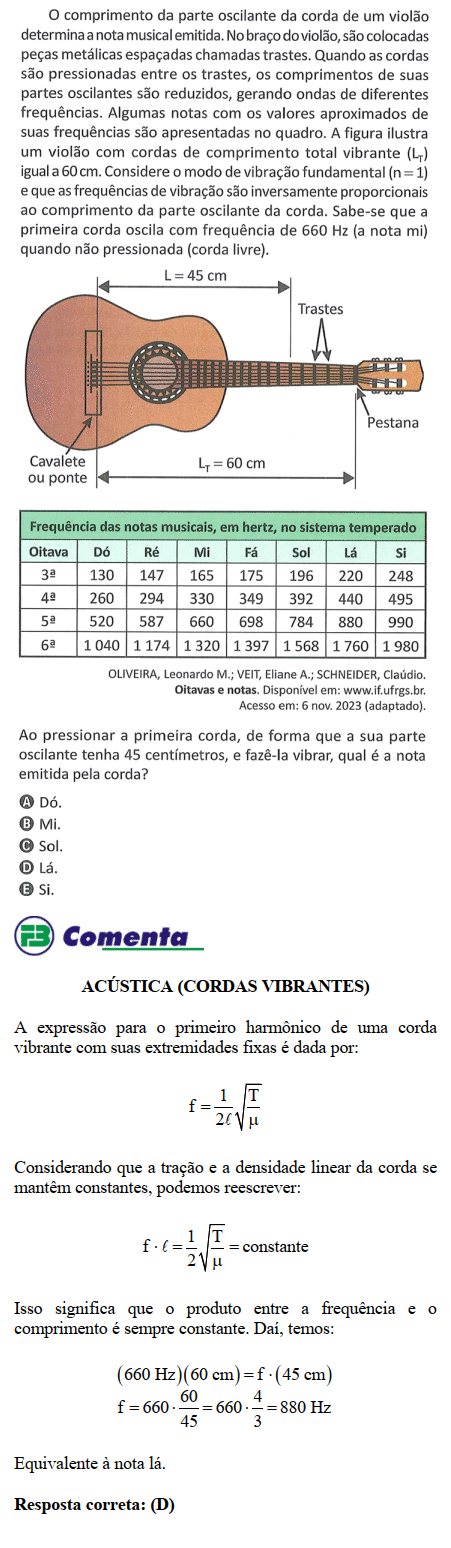 O comprimento da parte oscilante da corda de um violão
determina a nota musical emitida. No braço do violão, são colocadas
peças metálicas espaçadas chamadas trastes. Quando as cordas
são pressionadas entre os trastes, os comprimentos de suas
partes oscilantes são reduzidos, gerando ondas de diferentes
frequências. Algumas notas com os valores aproximados de
suas frequências são apresentadas no quadro. A figura ilustra
um violão com cordas de comprimento total vibrante (L_T)
igual a 60 cm. Considere o modo de vibração fundamental (n = 1)
e que as frequências de vibração são inversamente proporcionais
ao comprimento da parte oscilante da corda. Sabe-se que a
primeira corda oscila com frequência de 660 Hz (a nota mi)
quando não pressionada (corda livre).
L = 45 cm
Trastes
Pestana
Cavalete
ou ponte
L_T = 60 cm
Frequência das notas musicais, em hertz, no sistema temperado
Oitava Dó Ré Mi Fá Sol Lá Si
3ª 130 147 165 175 196 220 248
4ª 260 294 330 349 392 440 495
5ª 520 587 660 698 784 880 990
6ª 1 040 1 174 1 320 1 397 1 568 1 760 1 980
OLIVEIRA, Leonardo M.; VEIT, Eliane A.; SCHNEIDER, Claúdio.
Oitavas e notas. Disponível em: www.if.ufrgs.br.
Acesso em: 6 nov. 2023 (adaptado).
Ao pressionar a primeira corda, de forma que a sua parte
oscilante tenha 45 centímetros, e fazê-la vibrar, qual é a nota
emitida pela corda?
A Dó.
B Mi.
C Sol.
D Lá.
E Si.
FB Comenta
ACÚSTICA (CORDAS VIBRANTES)
A expressão para o primeiro harmônico de uma corda
vibrante com suas extremidades fixas é dada por:
f = 1/2ℓ √(T/μ)
Considerando que a tração e a densidade linear da corda se
mantêm constantes, podemos reescrever:
f · ℓ = 1/2 √(T/μ) = constante
Isso significa que o produto entre a frequência e o
comprimento é sempre constante. Daí, temos:
(660 Hz)(60 cm) = f · (45 cm)
f = 660 · 60/45 = 660 · 4/3 = 880 Hz
Equivalente à nota lá.
Resposta correta: (D)